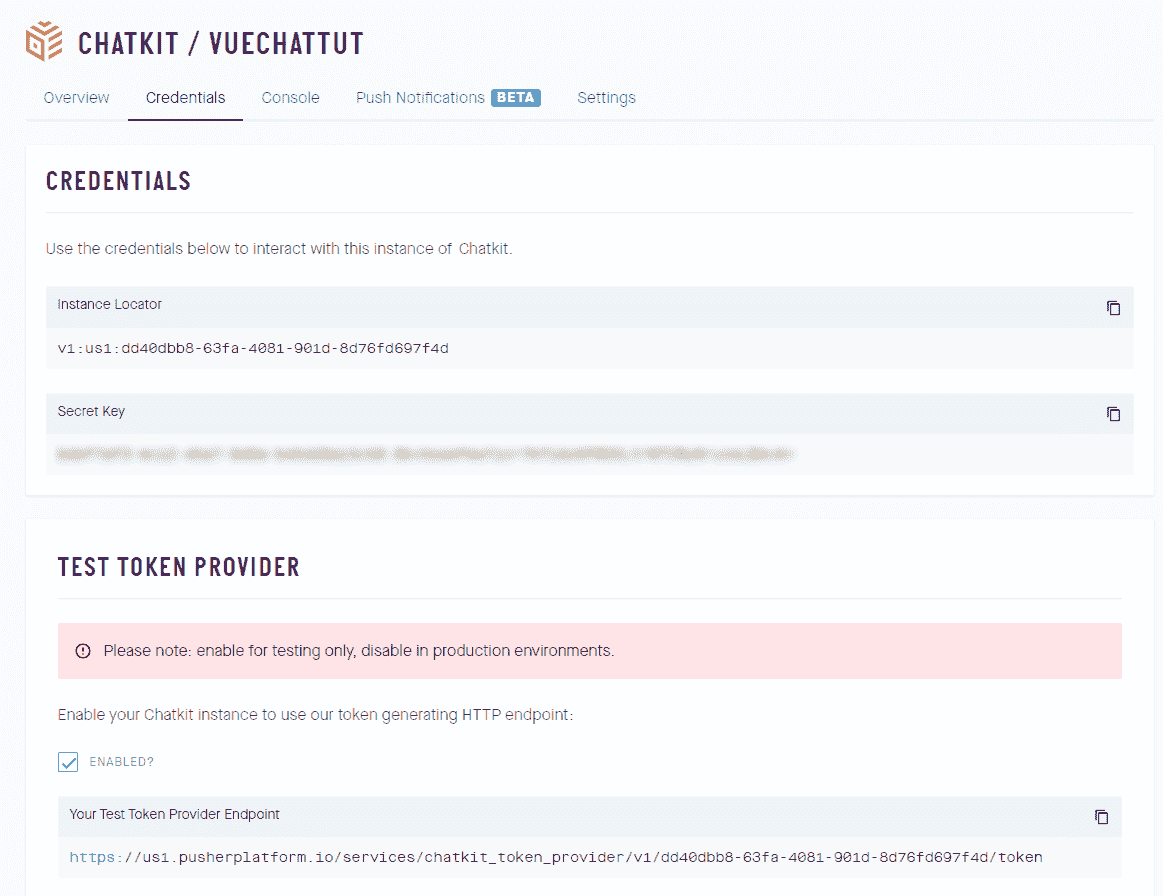 CHATKIT / VUECHATTUT
Overview Credentials Console Push Notifications BETA Settings
CREDENTIALS
Use the credentials below to interact with this instance of Chatkit.
Instance Locator
v1:us1:dd40dbb8-63fa-4081-901d-8d76fd697f4d
Secret Key
TEST TOKEN PROVIDER
Please note: enable for testing only, disable in production environments.
Enable your Chatkit instance to use our token generating HTTP endpoint:
ENABLED?
Your Test Token Provider Endpoint
https://us1.pusherplatform.io/services/chatkit_token_provider/v1/dd40dbb8-63fa-4081-901d-8d76fd697f4d/token